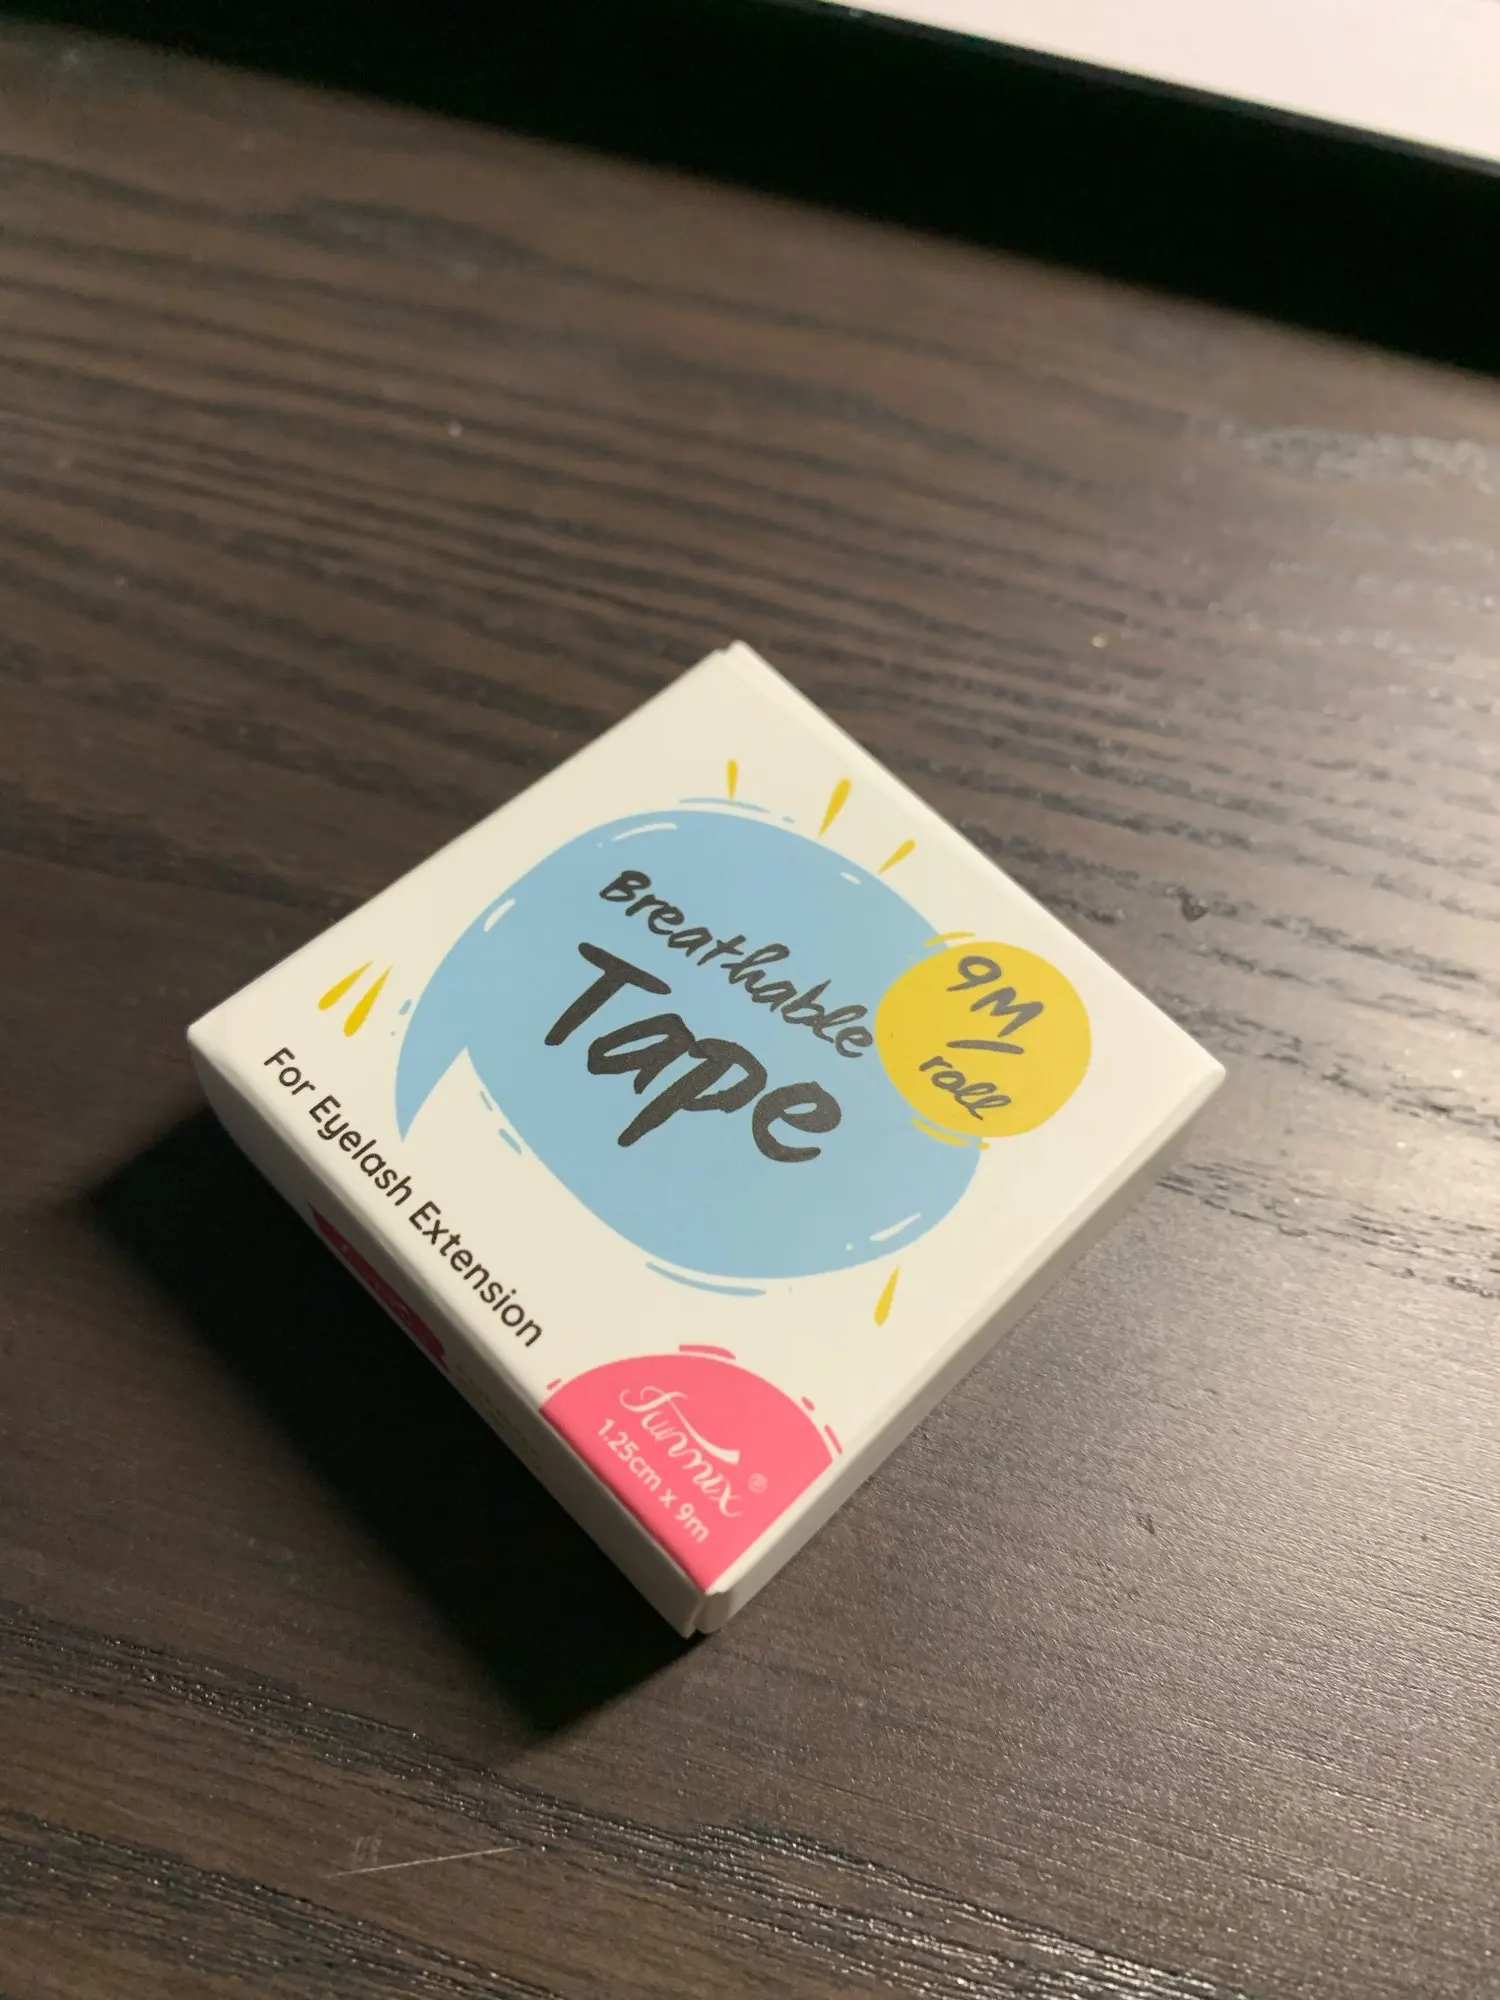 Breathable
Tape
9M/
roll
For Eyelash Extension
Funmix®
1.25cm x 9m